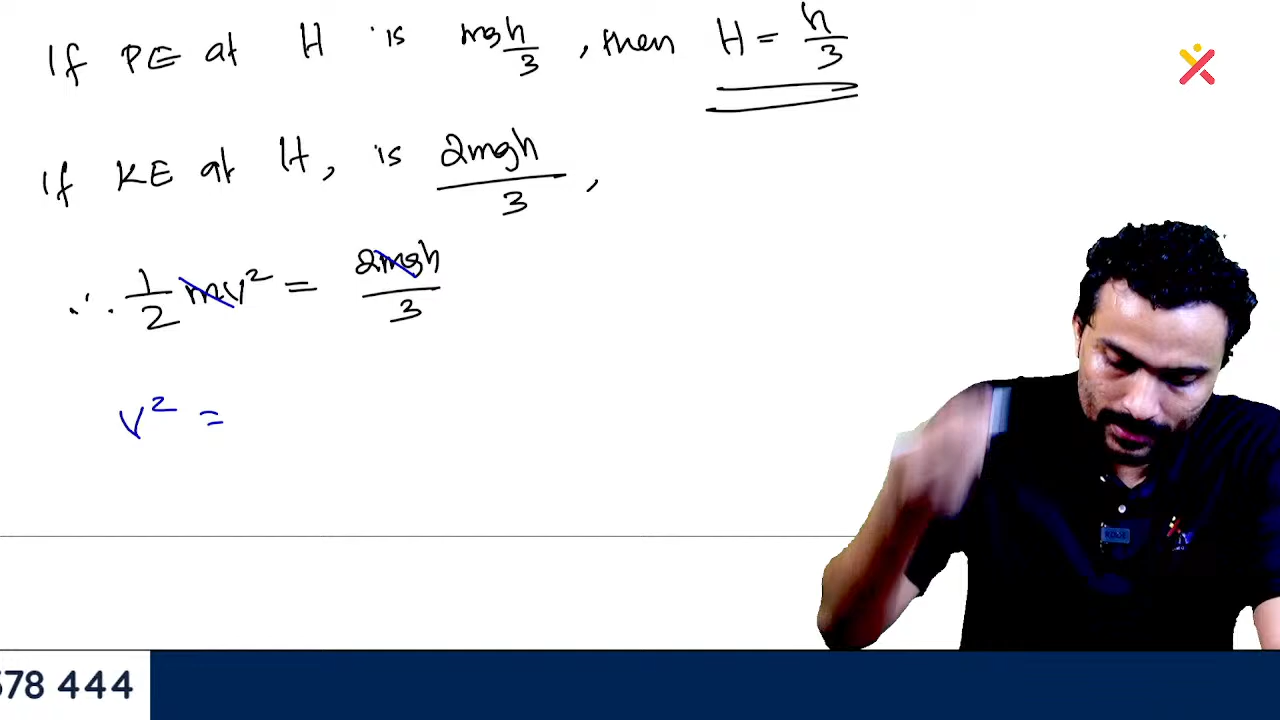 If PE at H is mgh/3, then H = h/3
If KE at H, is 2mgh/3,
∴ 1/2 mv² = 2mgh/3
v² =
578 444